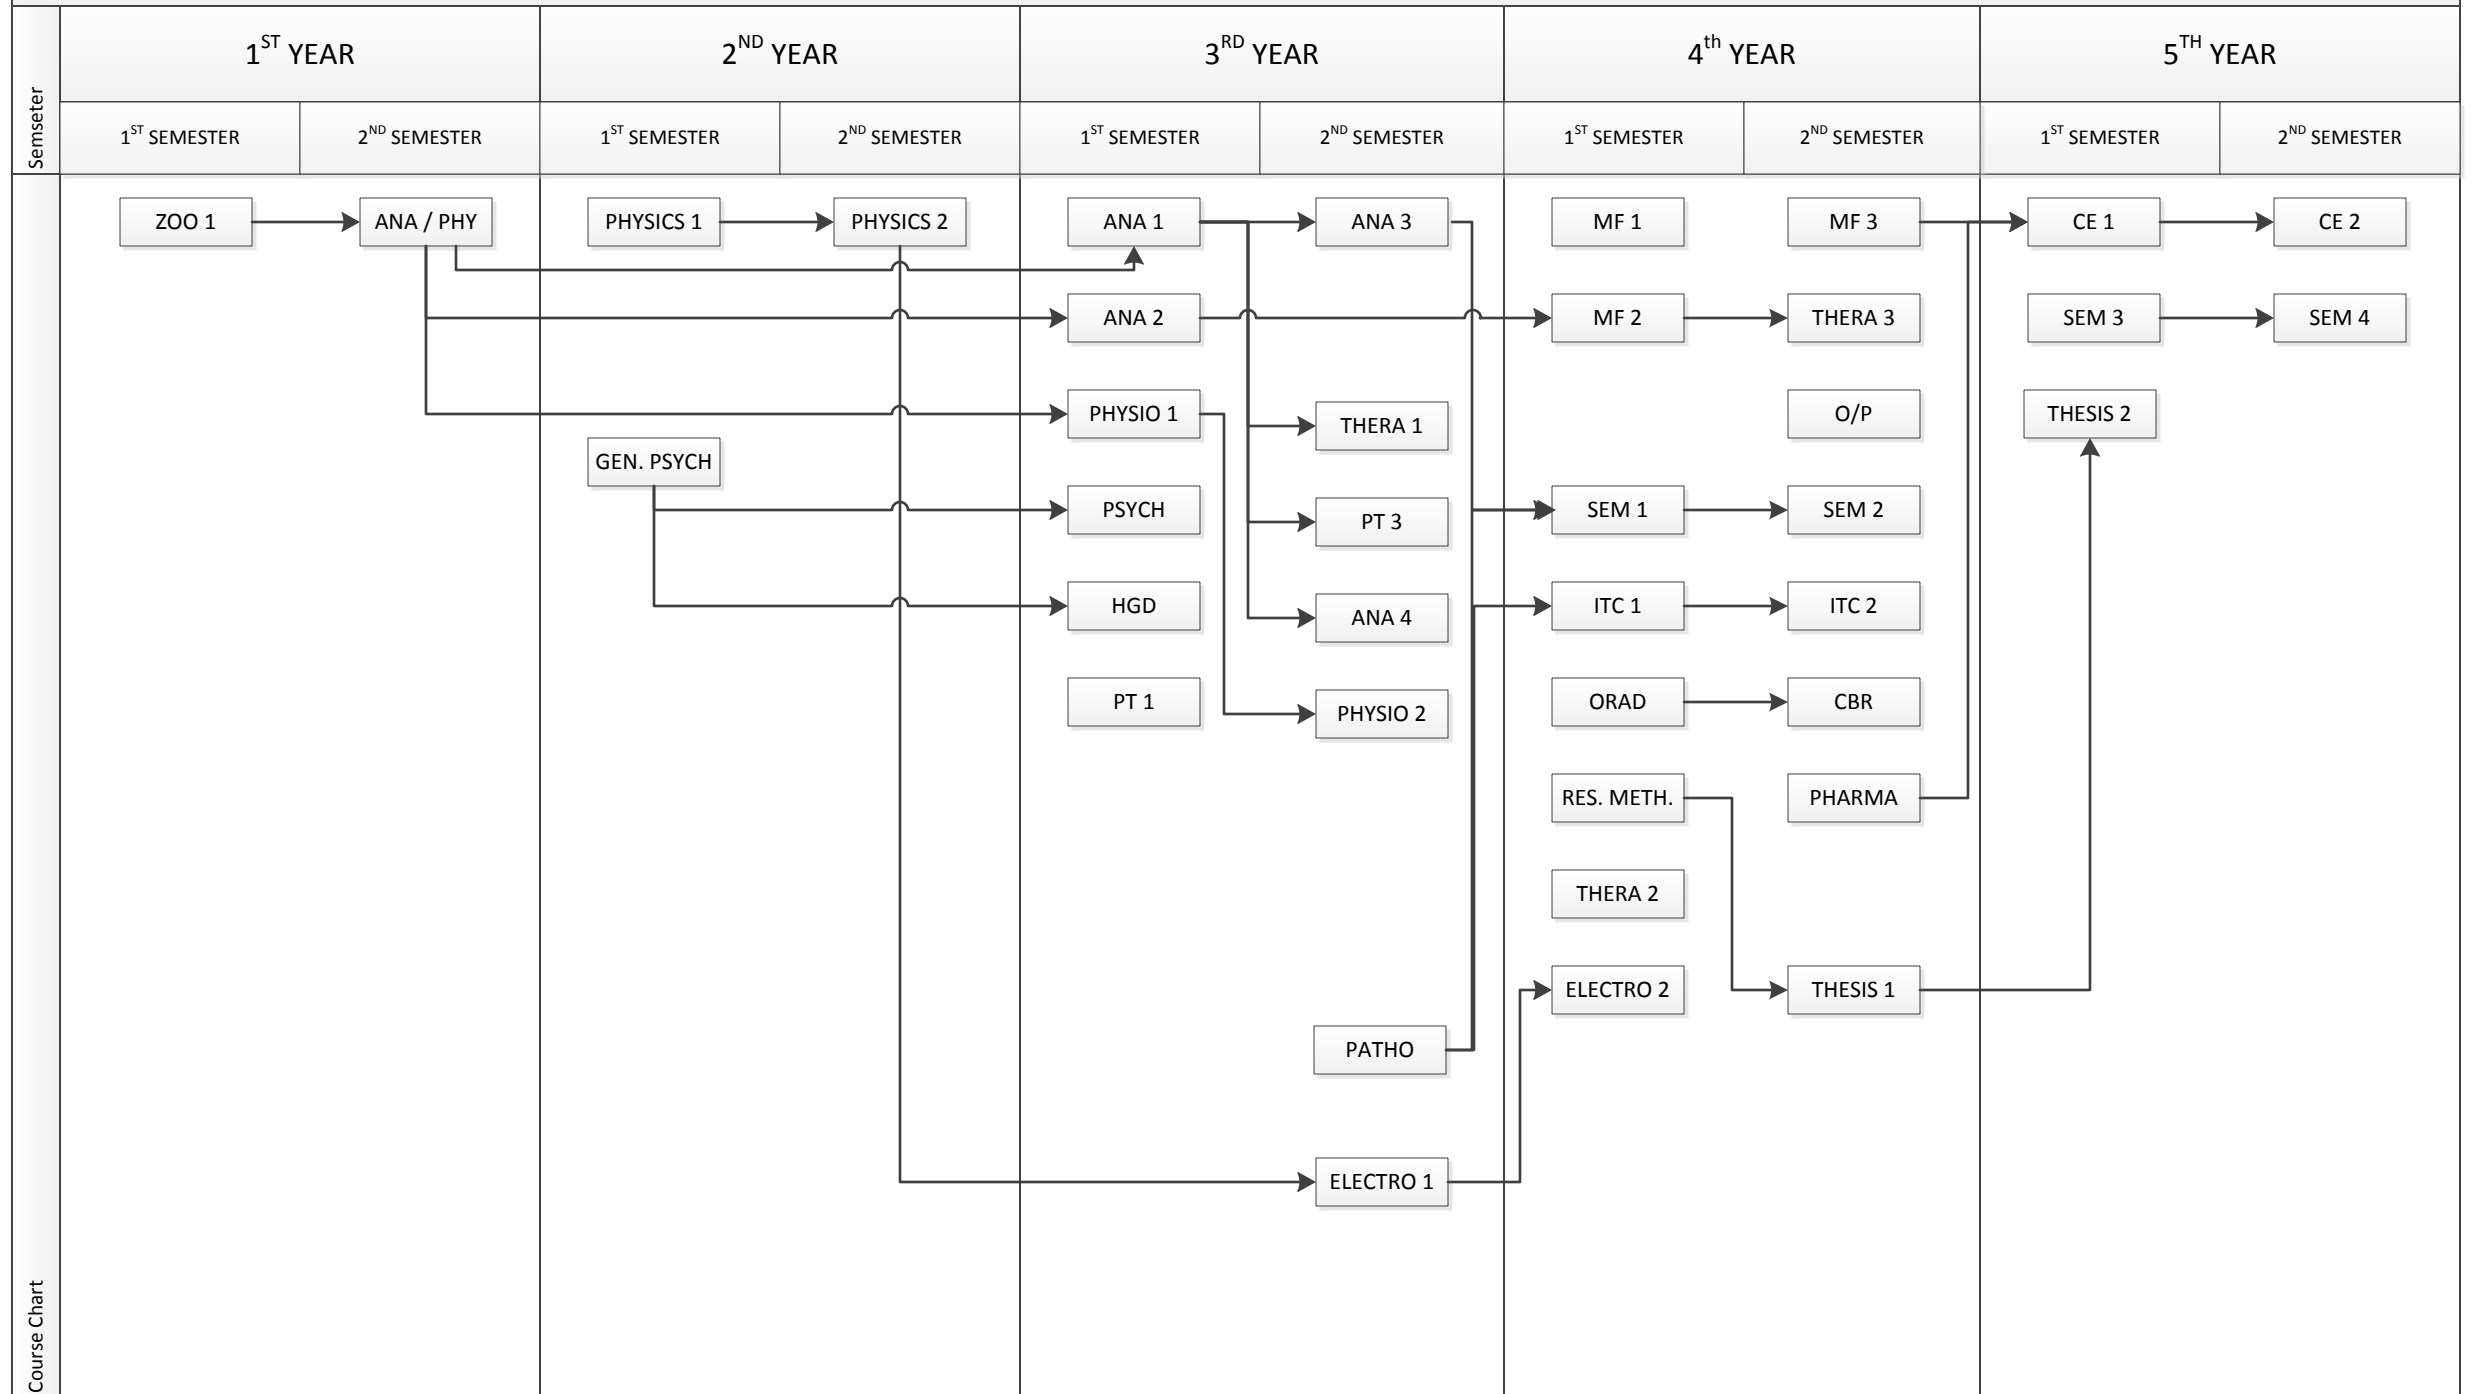 Semseter
1ST YEAR
2ND YEAR
3RD YEAR
4th YEAR
5TH YEAR
1ST SEMESTER
2ND SEMESTER
1ST SEMESTER
2ND SEMESTER
1ST SEMESTER
2ND SEMESTER
1ST SEMESTER
2ND SEMESTER
1ST SEMESTER
2ND SEMESTER
Course Chart
ZOO 1
ANA / PHY
PHYSICS 1
PHYSICS 2
ANA 1
ANA 3
MF 1
MF 3
CE 1
CE 2
ANA 2
MF 2
THERA 3
SEM 3
SEM 4
PHYSIO 1
THERA 1
O/P
THESIS 2
GEN. PSYCH
PSYCH
PT 3
SEM 1
SEM 2
HGD
ANA 4
ITC 1
ITC 2
PT 1
PHYSIO 2
ORAD
CBR
RES. METH.
PHARMA
THERA 2
ELECTRO 2
THESIS 1
PATHO
ELECTRO 1